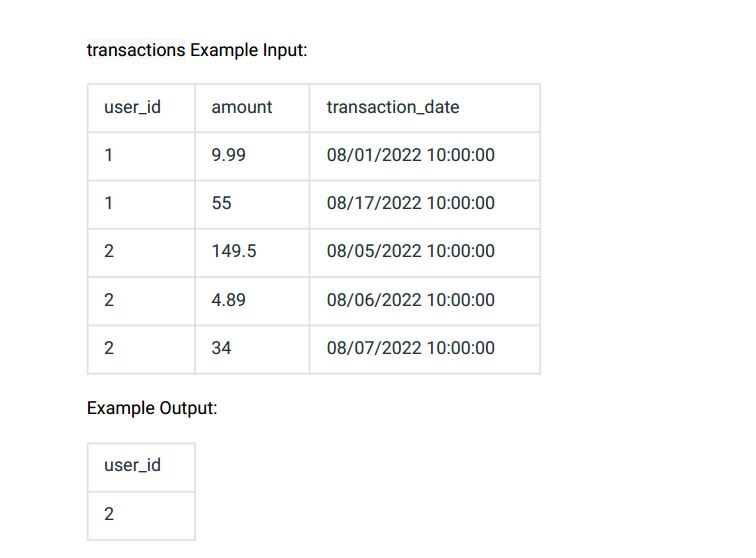 transactions Example Input:
user_id amount transaction_date
1 9.99 08/01/2022 10:00:00
1 55 08/17/2022 10:00:00
2 149.5 08/05/2022 10:00:00
2 4.89 08/06/2022 10:00:00
2 34 08/07/2022 10:00:00
Example Output:
user_id
2